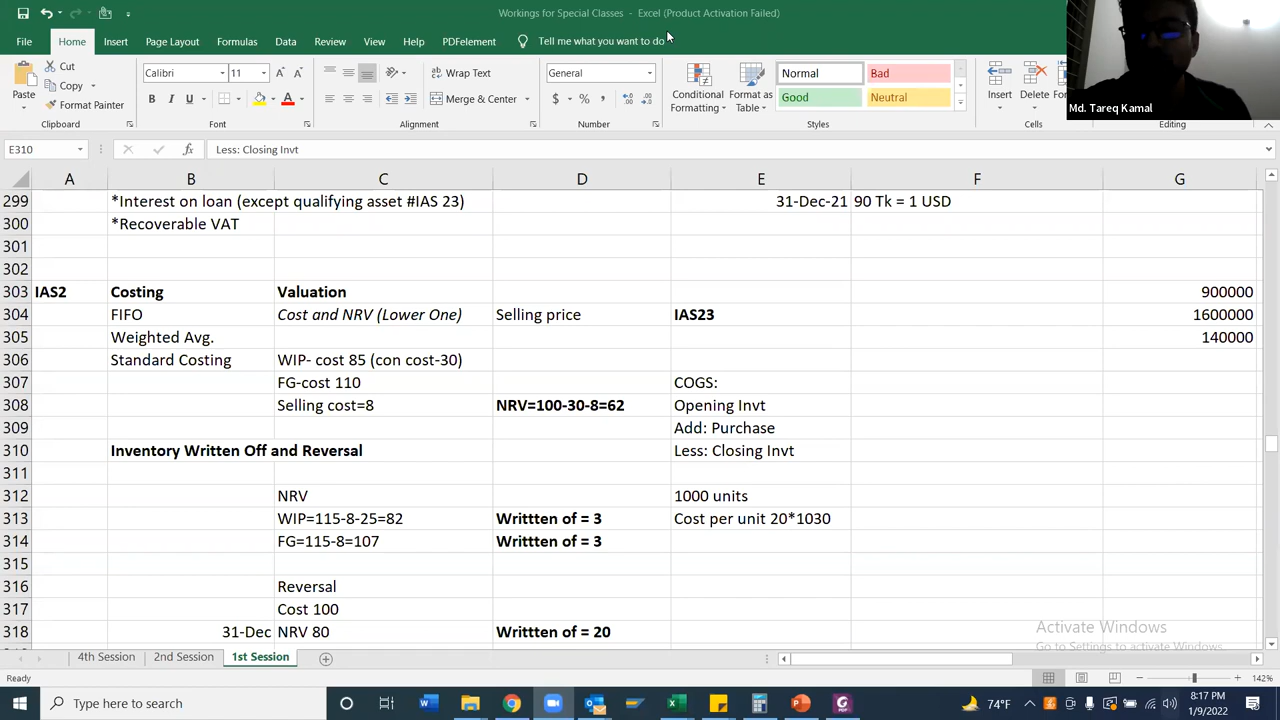 Workings for Special Classes - Excel (Product Activation Failed)
File Home Insert Page Layout Formulas Data Review View Help PDFelement Tell me what you want to do
Paste Cut Copy Format Painter Clipboard
Calibri 11 B I U A Font
Wrap Text Merge & Center Alignment
General $ % , Number
Conditional Formatting Format as Table Normal Bad Good Neutral Styles
Insert Delete Cells
Editing
Md. Tareq Kamal
E310 fx Less: Closing Invt
A B C D E F G
299 *Interest on loan (except qualifying asset #IAS 23) 31-Dec-21 90 Tk = 1 USD
300 *Recoverable VAT
301
302
303 IAS2 Costing Valuation 900000
304 FIFO Cost and NRV (Lower One) Selling price IAS23 1600000
305 Weighted Avg. 140000
306 Standard Costing WIP- cost 85 (con cost-30)
307 FG-cost 110 COGS:
308 Selling cost=8 NRV=100-30-8=62 Opening Invt
309 Add: Purchase
310 Inventory Written Off and Reversal Less: Closing Invt
311
312 NRV 1000 units
313 WIP=115-8-25=82 Writtten of = 3 Cost per unit 20*1030
314 FG=115-8=107 Writtten of = 3
315
316 Reversal
317 Cost 100
318 31-Dec NRV 80 Writtten of = 20
Activate Windows
Go to Settings to activate Windows.
4th Session 2nd Session 1st Session
Ready 142%
Type here to search 74°F 8:17 PM
1/9/2022